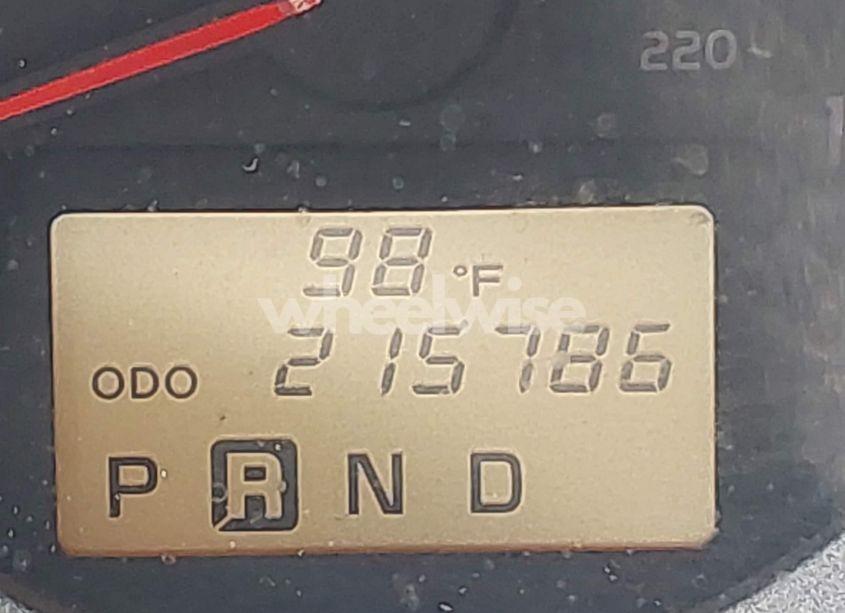 220
98 °F
wheelwise
ODO 215786
P R N D